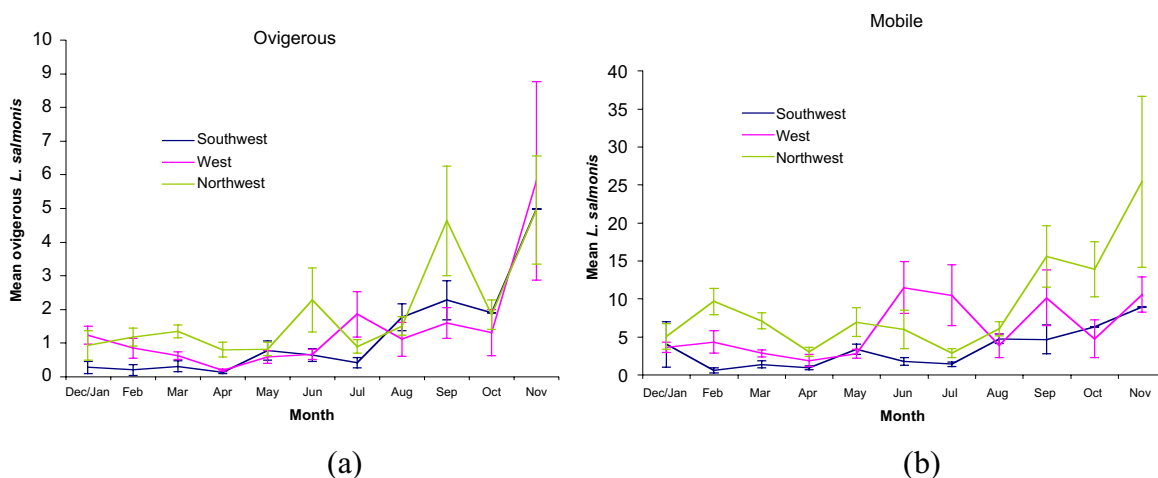 Ovigerous
10
9
8
7
6
5
4
3
2
1
0
Mean ovigerous L. salmonis
Southwest
West
Northwest
Dec/Jan Feb Mar Apr May Jun Jul Aug Sep Oct Nov
Month
(a)
Mobile
40
35
30
25
20
15
10
5
0
Mean L. salmonis
Southwest
West
Northwest
Dec/Jan Feb Mar Apr May Jun Jul Aug Sep Oct Nov
Month
(b)